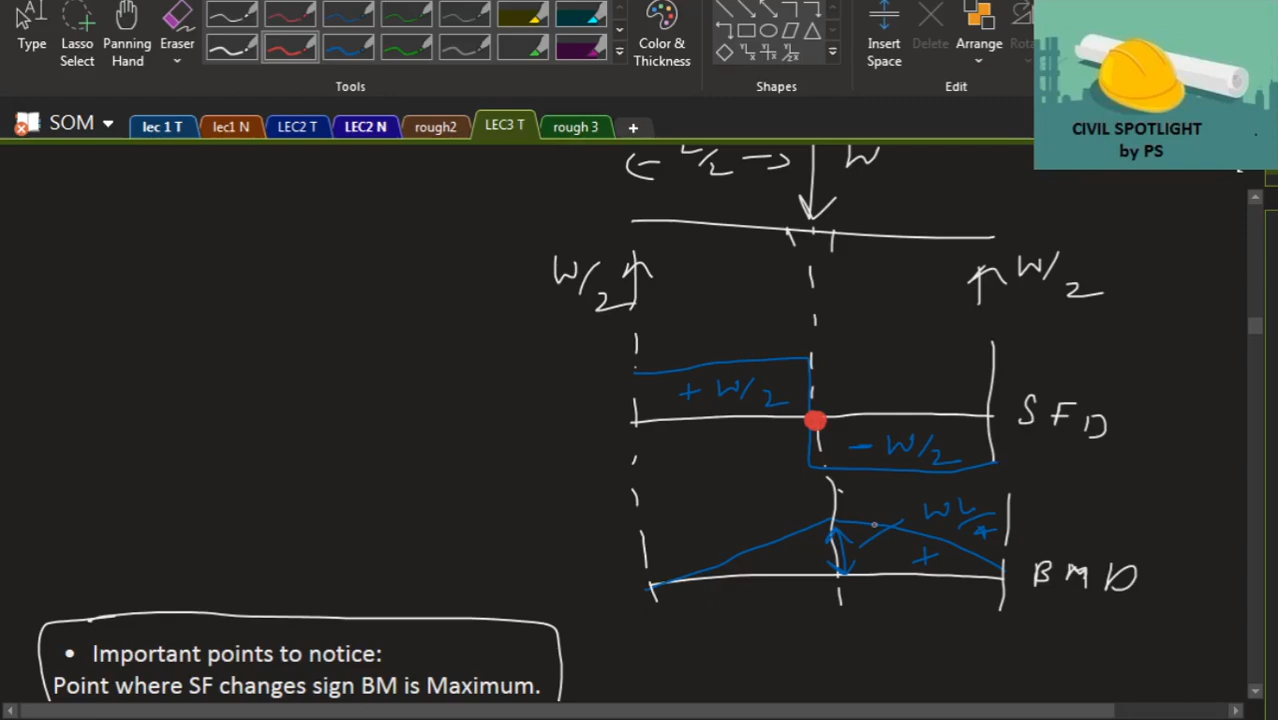 Type
Lasso Select
Panning Hand
Eraser
Color & Thickness
Insert Space
Delete
Arrange
Tools
Shapes
Edit
CIVIL SPOTLIGHT
by PS
SOM
lec 1 T
lec1 N
LEC2 T
LEC2 N
rough2
LEC3 T
rough 3
L/2
W
W/2
W/2
+ W/2
SFD
- W/2
WL/4
+
BMD
• Important points to notice:
Point where SF changes sign BM is Maximum.